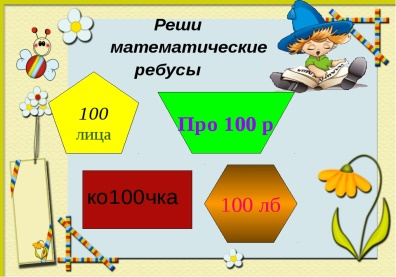 Реши
математические
ребусы
100
лица
Про 100 р
ко100чка
100 лб